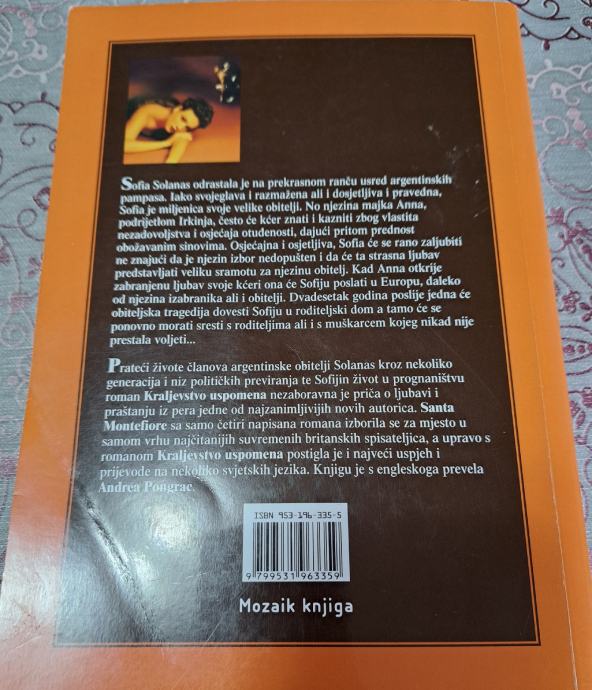 Sofia Solanas odrastala je na prekrasnom ranču usred argentinskih
pampasa. Iako svojeglava i razmažena ali i dosjetljiva i pravedna,
Sofia je miljenica svoje velike obitelji. No njezina majka Anna,
podrijetlom Irkinja, često će kćer znati i kazniti zbog vlastita
nezadovoljstva i osjećaja otuđenosti, dajući pritom prednost
obožavanim sinovima. Osjećajna i osjetljiva, Sofia će se rano zaljubiti
ne znajući da je njezin izbor nedopušten i da će ta strasna ljubav
predstavljati veliku sramotu za njezinu obitelj. Kad Anna otkrije
zabranjenu ljubav svoje kćeri ona će Sofiju poslati u Europu, daleko
od njezina izabranika ali i obitelji. Dvadesetak godina poslije jedna će
obiteljska tragedija dovesti Sofiju u roditeljski dom a tamo će se
ponovno morati sresti s roditeljima ali i s muškarcem kojeg nikad nije
prestala voljeti...
Prateći živote članova argentinske obitelji Solanas kroz nekoliko
generacija i niz političkih previranja te Sofijin život u prognaništvu
roman Kraljevstvo uspomena nezaboravna je priča o ljubavi i
praštanju iz pera jedne od najzanimljivijih novih autorica. Santa
Montefiore sa samo četiri napisana romana izborila se za mjesto u
samom vrhu najčitanijih suvremenih britanskih spisateljica, a upravo s
romanom Kraljevstvo uspomena postigla je i najveći uspjeh i
prijevode na nekoliko svjetskih jezika. Knjigu je s engleskoga prevela
Andrea Pongrac.
ISBN 953-196-335-5
9 799531 963359
Mozaik knjiga